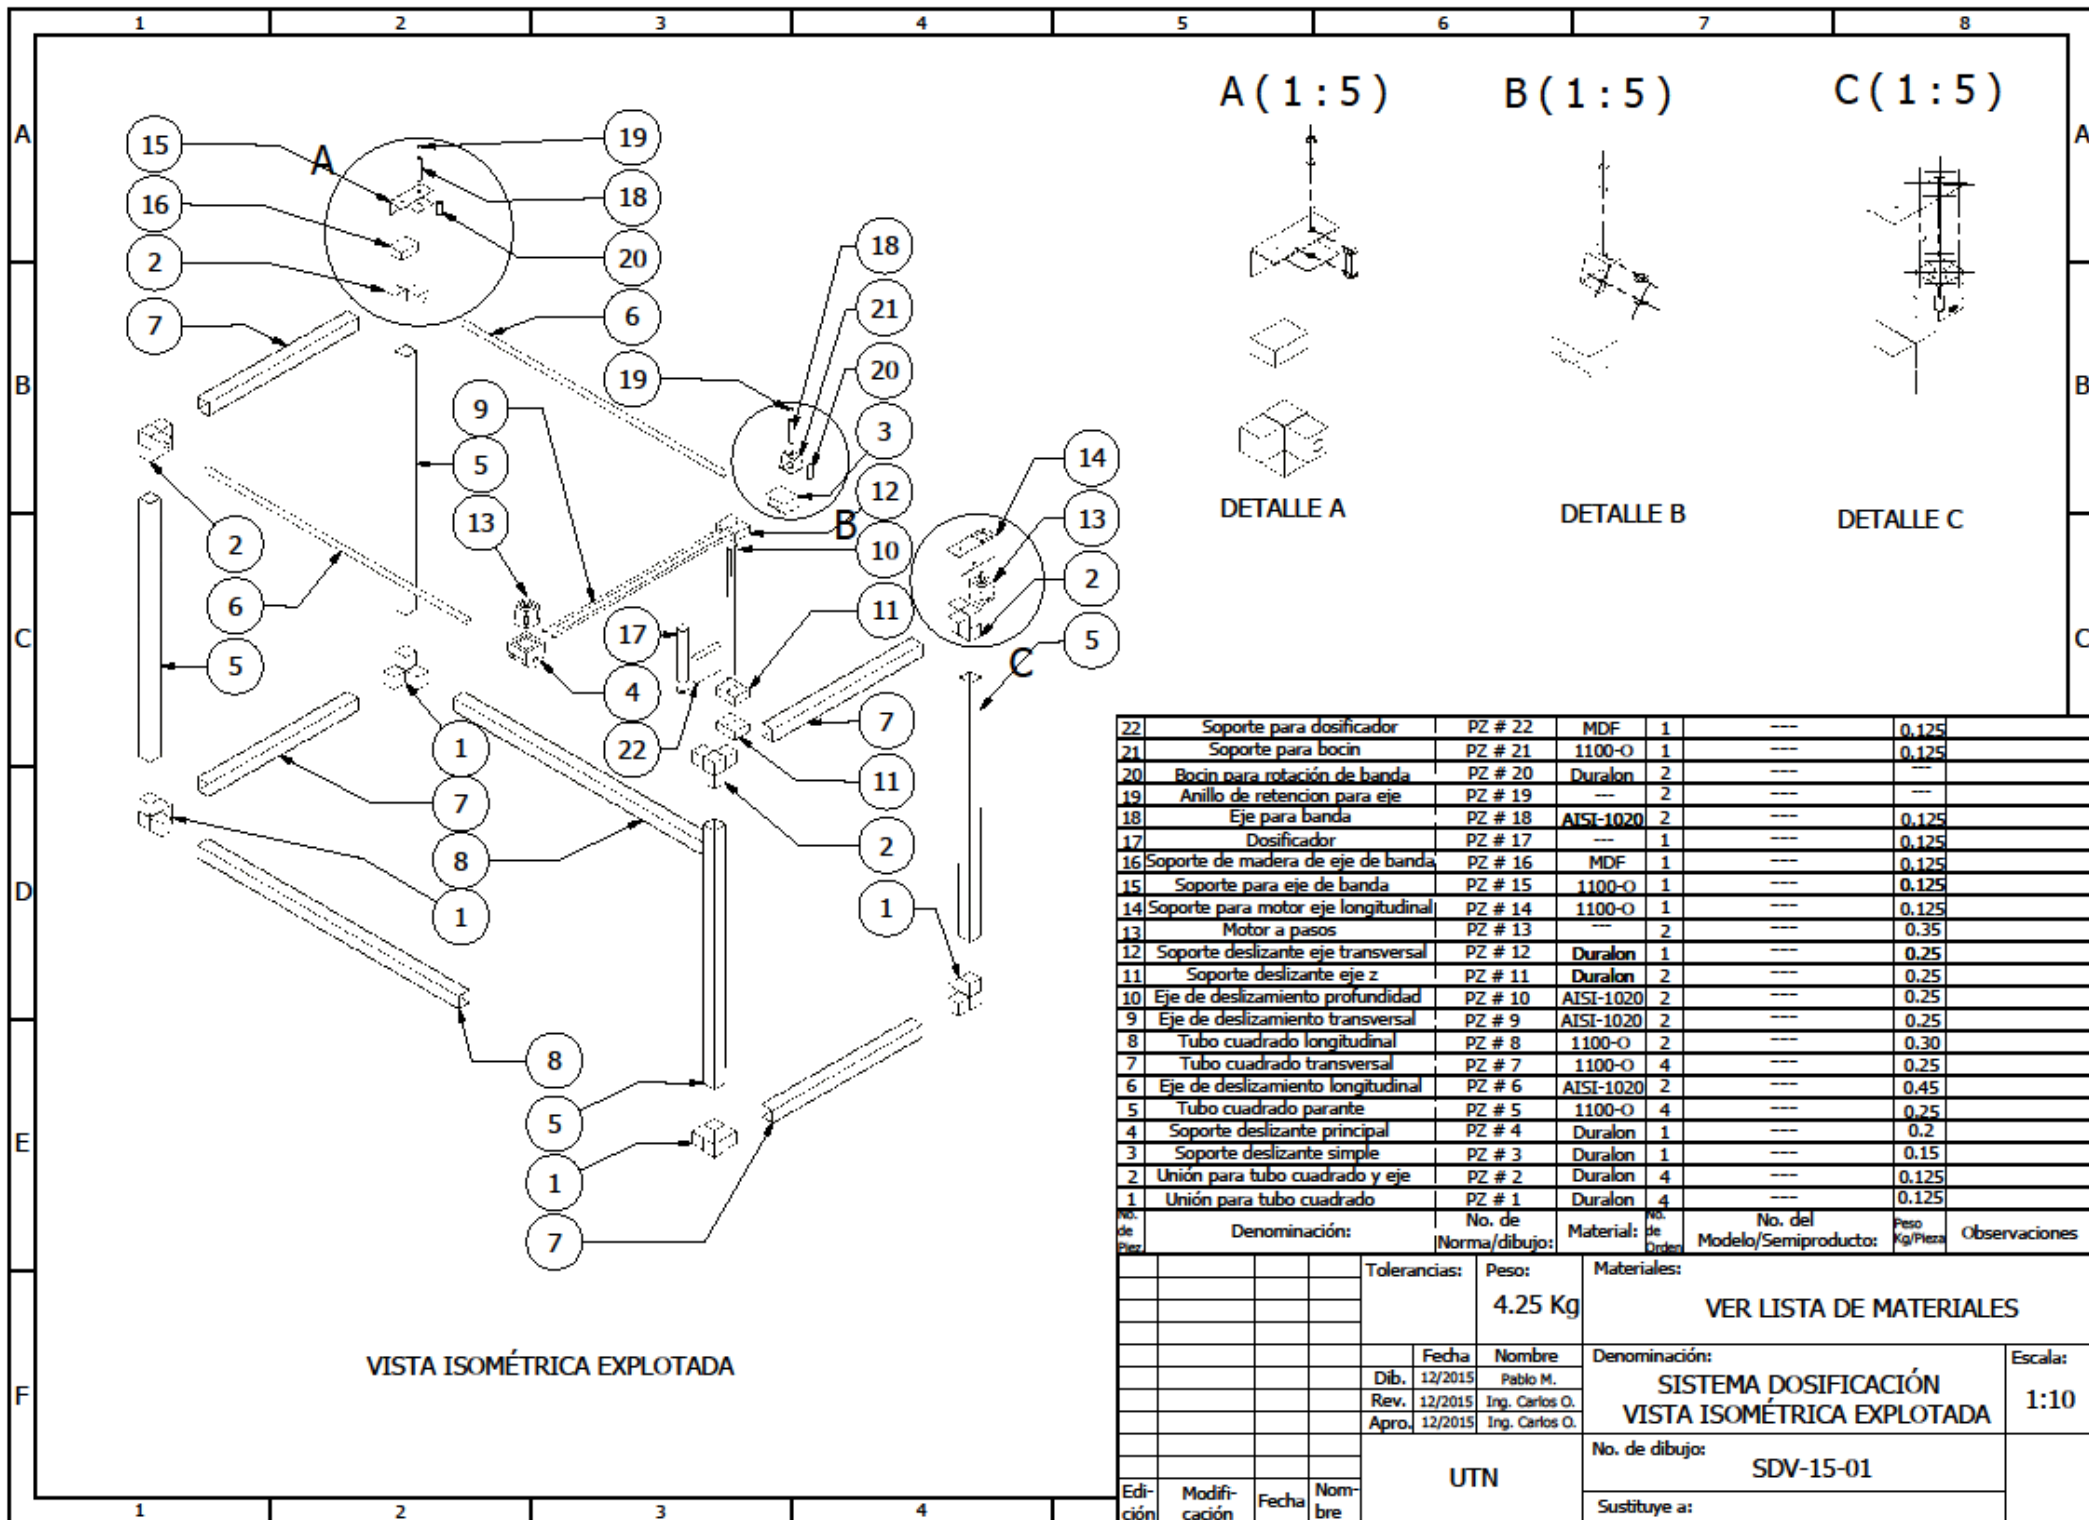 1 2 3 4 5 6 7 8
A(1:5) B(1:5) C(1:5)
A A
15 A 19
16 18
2 20
7 6
18
21
19 20
B B
9 3
5 12
13 B 10
14
13
2
2 11
6 17
C C
5 4 C 5
1 22 7
7 11
8 2
D
1 1
8
5
E
1
7
DETALLE A DETALLE B DETALLE C
22 Soporte para dosificador PZ # 22 MDF 1 --- 0.125
21 Soporte para bocin PZ # 21 1100-O 1 --- 0.125
20 Bocin para rotación de banda PZ # 20 Duralon 2 --- ---
19 Anillo de retencion para eje PZ # 19 --- 2 --- ---
18 Eje para banda PZ # 18 AISI-1020 2 --- 0.125
17 Dosificador PZ # 17 --- 1 --- 0.125
16 Soporte de madera de eje de banda PZ # 16 MDF 1 --- 0.125
15 Soporte para eje de banda PZ # 15 1100-O 1 --- 0.125
14 Soporte para motor eje longitudinal PZ # 14 1100-O 1 --- 0.125
13 Motor a pasos PZ # 13 --- 2 --- 0.35
12 Soporte deslizante eje transversal PZ # 12 Duralon 1 --- 0.25
11 Soporte deslizante eje z PZ # 11 Duralon 2 --- 0.25
10 Eje de deslizamiento profundidad PZ # 10 AISI-1020 2 --- 0.25
9 Eje de deslizamiento transversal PZ # 9 AISI-1020 2 --- 0.25
8 Tubo cuadrado longitudinal PZ # 8 1100-O 2 --- 0.30
7 Tubo cuadrado transversal PZ # 7 1100-O 4 --- 0.25
6 Eje de deslizamiento longitudinal PZ # 6 AISI-1020 2 --- 0.45
5 Tubo cuadrado parante PZ # 5 1100-O 4 --- 0.25
4 Soporte deslizante principal PZ # 4 Duralon 1 --- 0.2
3 Soporte deslizante simple PZ # 3 Duralon 1 --- 0.15
2 Unión para tubo cuadrado y eje PZ # 2 Duralon 4 --- 0.125
1 Unión para tubo cuadrado PZ # 1 Duralon 4 --- 0.125
No. de Piez. Denominación: No. de Norma/dibujo: Material: No. de Orden No. del Modelo/Semiproducto: Peso Kg/Pieza Observaciones
Tolerancias: Peso: Materiales:
4.25 Kg VER LISTA DE MATERIALES
VISTA ISOMÉTRICA EXPLOTADA
Fecha Nombre Denominación: Escala:
Dib. 12/2015 Pablo M. SISTEMA DOSIFICACIÓN
Rev. 12/2015 Ing. Carlos O. VISTA ISOMÉTRICA EXPLOTADA 1:10
Apro. 12/2015 Ing. Carlos O.
F
No. de dibujo:
UTN SDV-15-01
Edi-ción Modifi-cación Fecha Nom-bre Sustituye a:
1 2 3 4